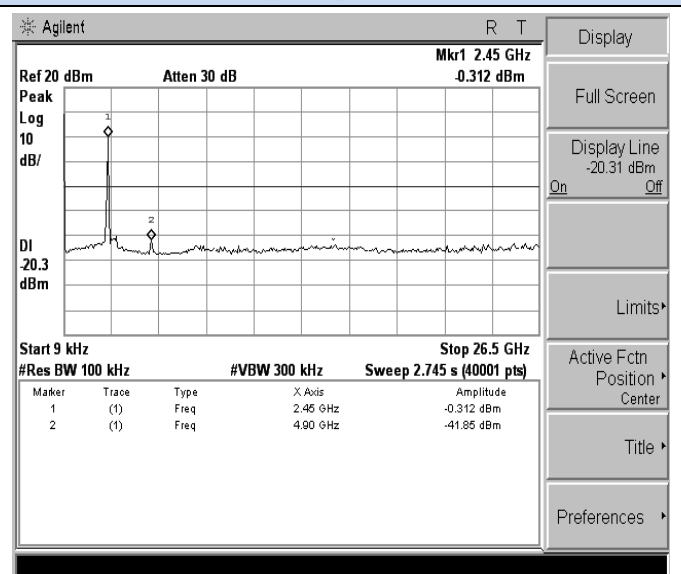 Agilent R T
Mkr1 2.45 GHz
Ref 20 dBm Atten 30 dB -0.312 dBm
Peak
Log
10
dB/
1
2
DI
-20.3
dBm
Start 9 kHz Stop 26.5 GHz
#Res BW 100 kHz #VBW 300 kHz Sweep 2.745 s (40001 pts)
Marker Trace Type X Axis Amplitude
1 (1) Freq 2.45 GHz -0.312 dBm
2 (1) Freq 4.90 GHz -41.85 dBm
Display
Full Screen
Display Line
-20.31 dBm
On Off
Limits
Active Fctn
Position
Center
Title
Preferences